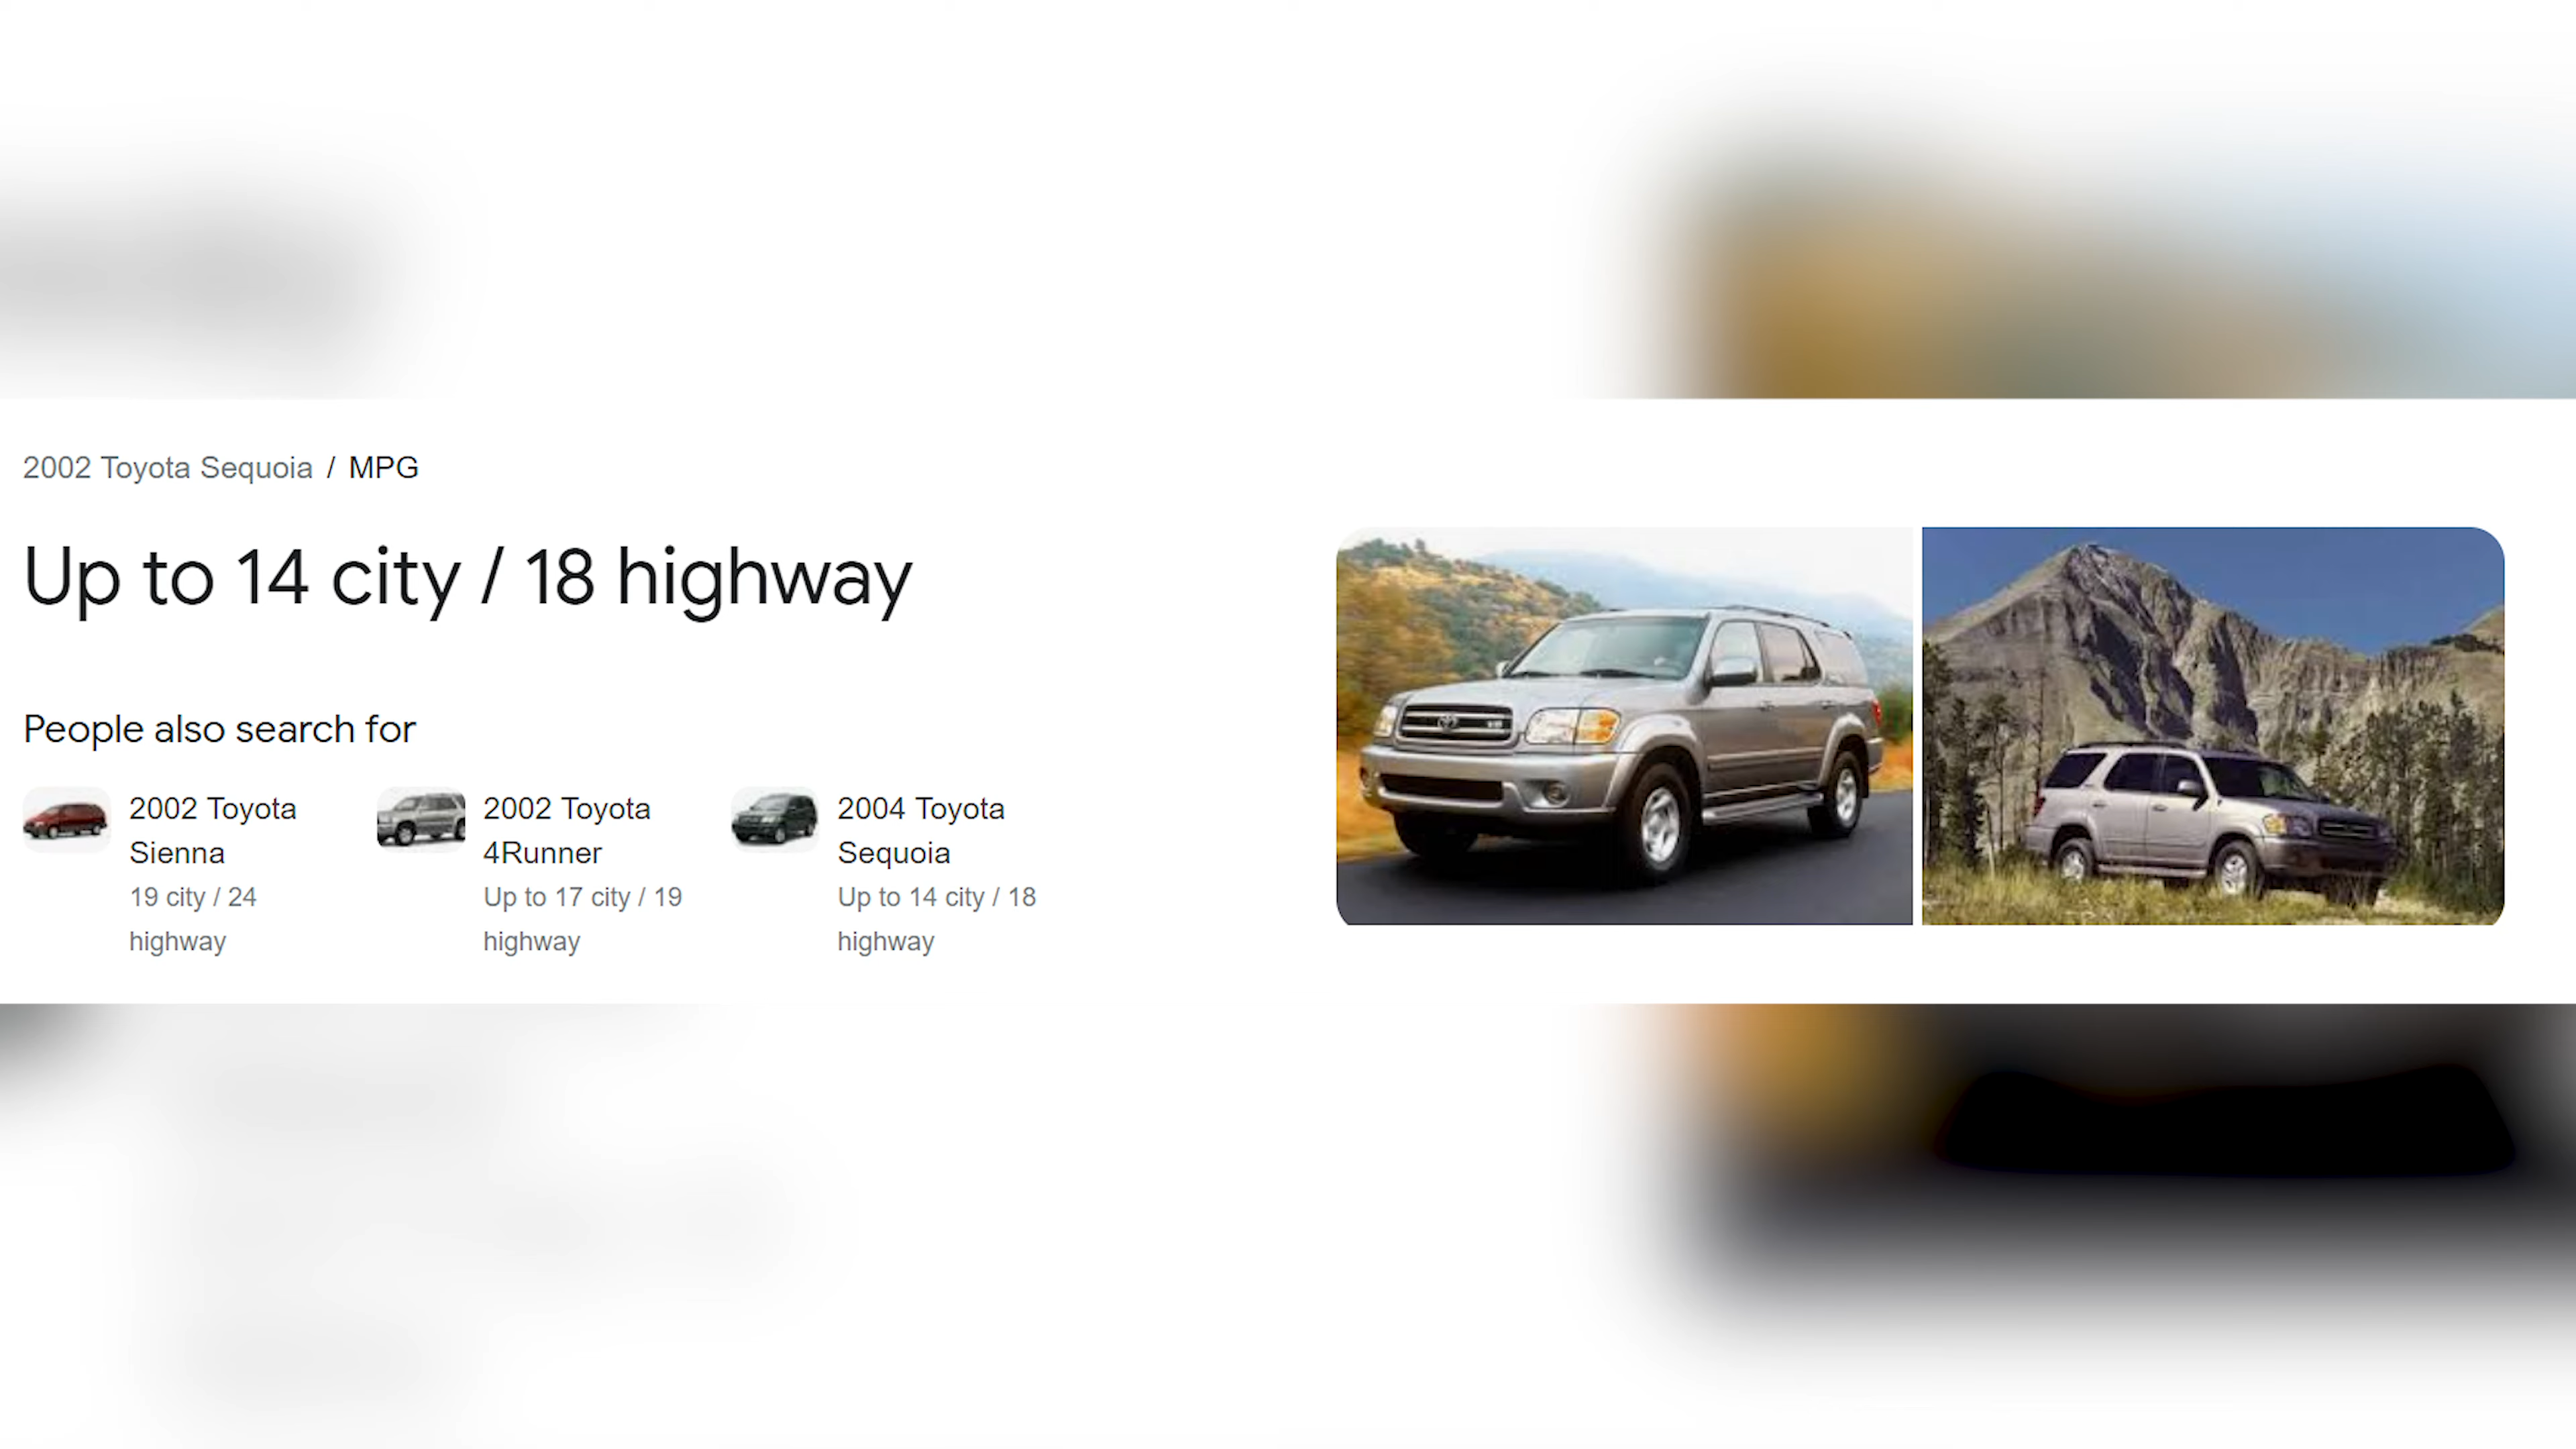 2002 Toyota Sequoia / MPG
Up to 14 city / 18 highway
People also search for
2002 Toyota
Sienna
19 city / 24
highway
2002 Toyota
4Runner
Up to 17 city / 19
highway
2004 Toyota
Sequoia
Up to 14 city / 18
highway